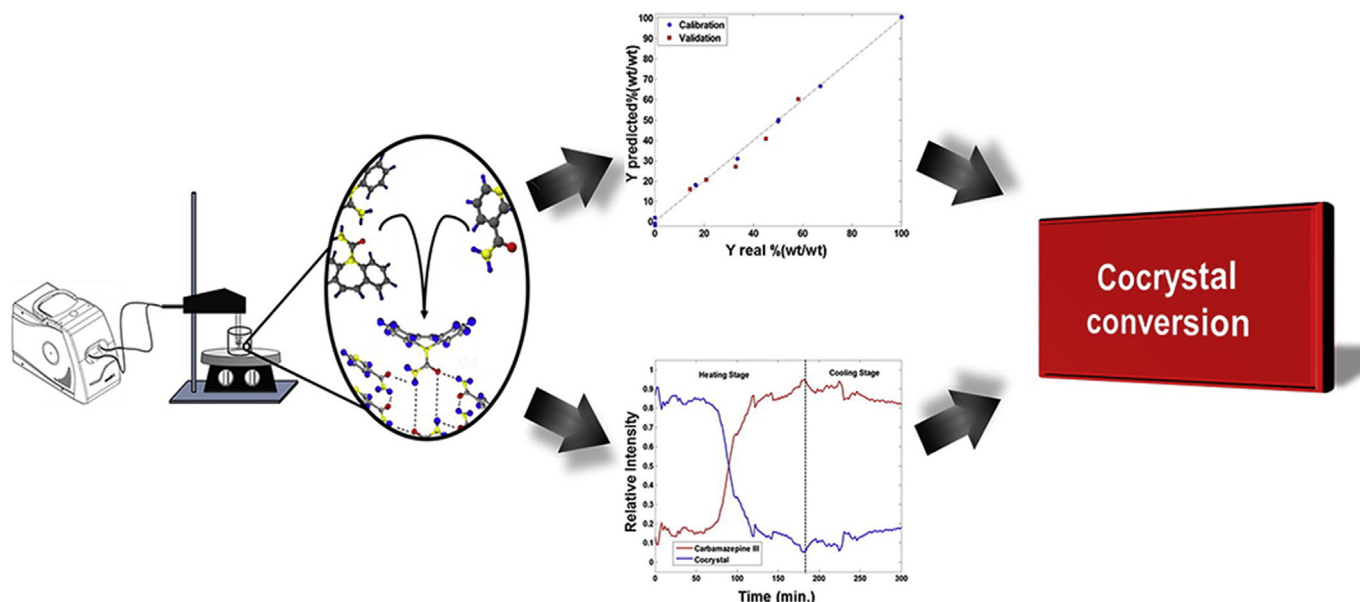 100
90
80
70
60
50
40
30
20
10
0
Calibration
Validation
Y predicted%(wt/wt)
0 20 40 60 80 100
Y real %(wt/wt)
Cocrystal
conversion
Heating Stage
Cooling Stage
1
0.9
0.8
0.7
0.6
0.5
0.4
0.3
0.2
0.1
0
Relative Intensity
Carbamazepine III
Cocrystal
0 50 100 150 200 250 300
Time (min.)